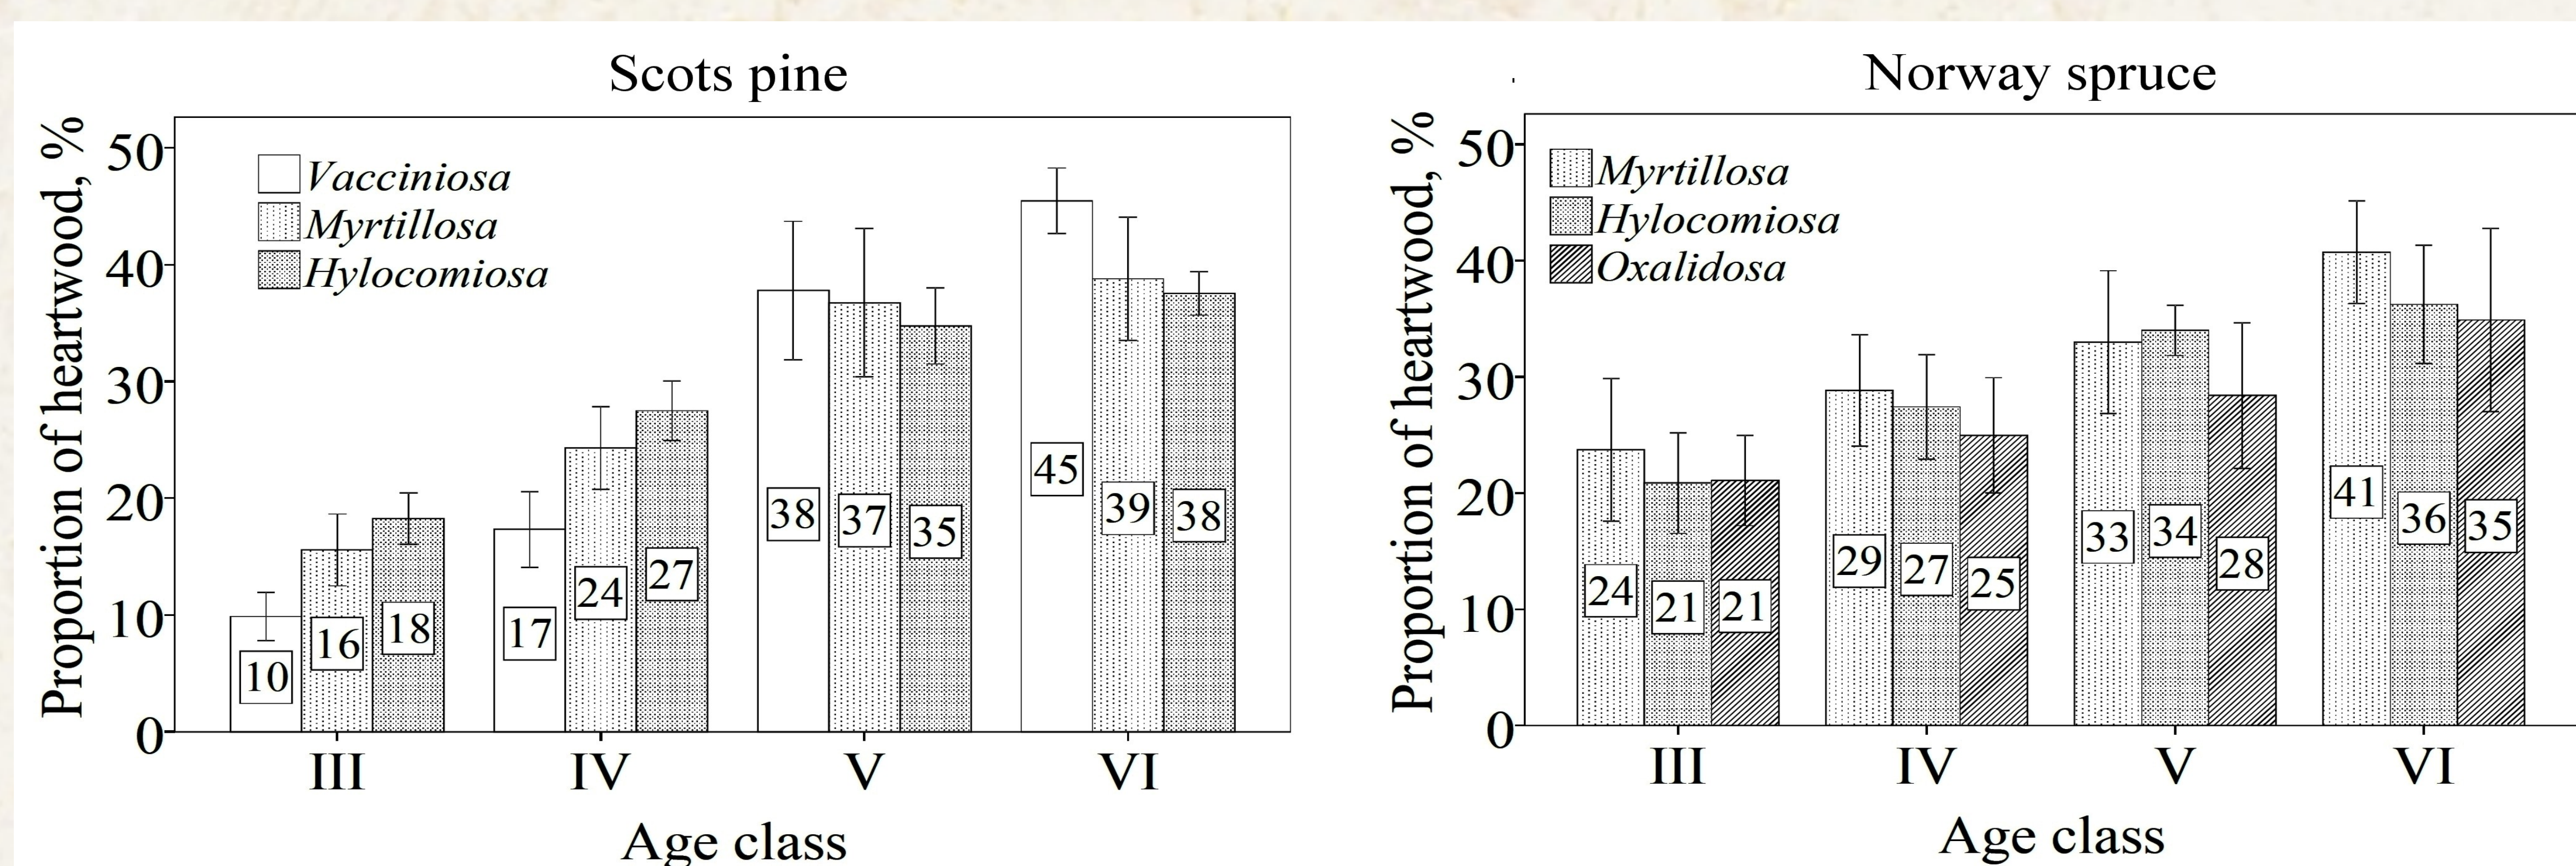 Scots pine
Proportion of heartwood, %
50
40
30
20
10
0
Vacciniosa
Myrtillosa
Hylocomiosa
10
16
18
17
24
27
38
37
35
45
39
38
III
IV
V
VI
Age class
Norway spruce
Proportion of heartwood, %
50
40
30
20
10
0
Myrtillosa
Hylocomiosa
Oxalidosa
24
21
21
29
27
25
33
34
28
41
36
35
III
IV
V
VI
Age class